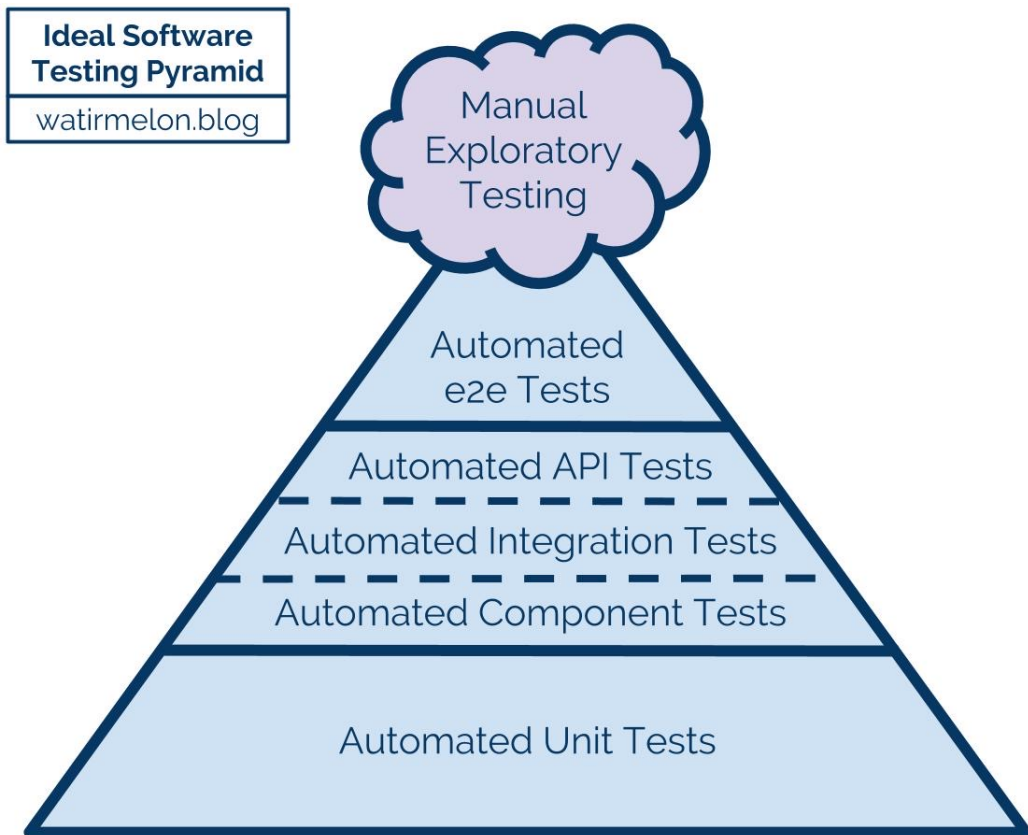 Ideal Software
Testing Pyramid
watirmelon.blog
Manual
Exploratory
Testing
Automated
e2e Tests
Automated API Tests
Automated Integration Tests
Automated Component Tests
Automated Unit Tests